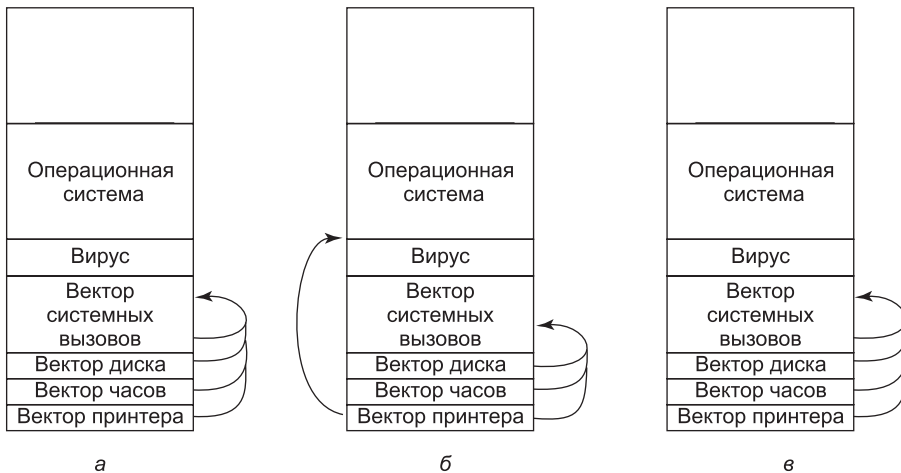 Операционная
система
Вирус
Вектор
системных
вызовов
Вектор диска
Вектор часов
Вектор принтера
а
Операционная
система
Вирус
Вектор
системных
вызовов
Вектор диска
Вектор часов
Вектор принтера
б
Операционная
система
Вирус
Вектор
системных
вызовов
Вектор диска
Вектор часов
Вектор принтера
в